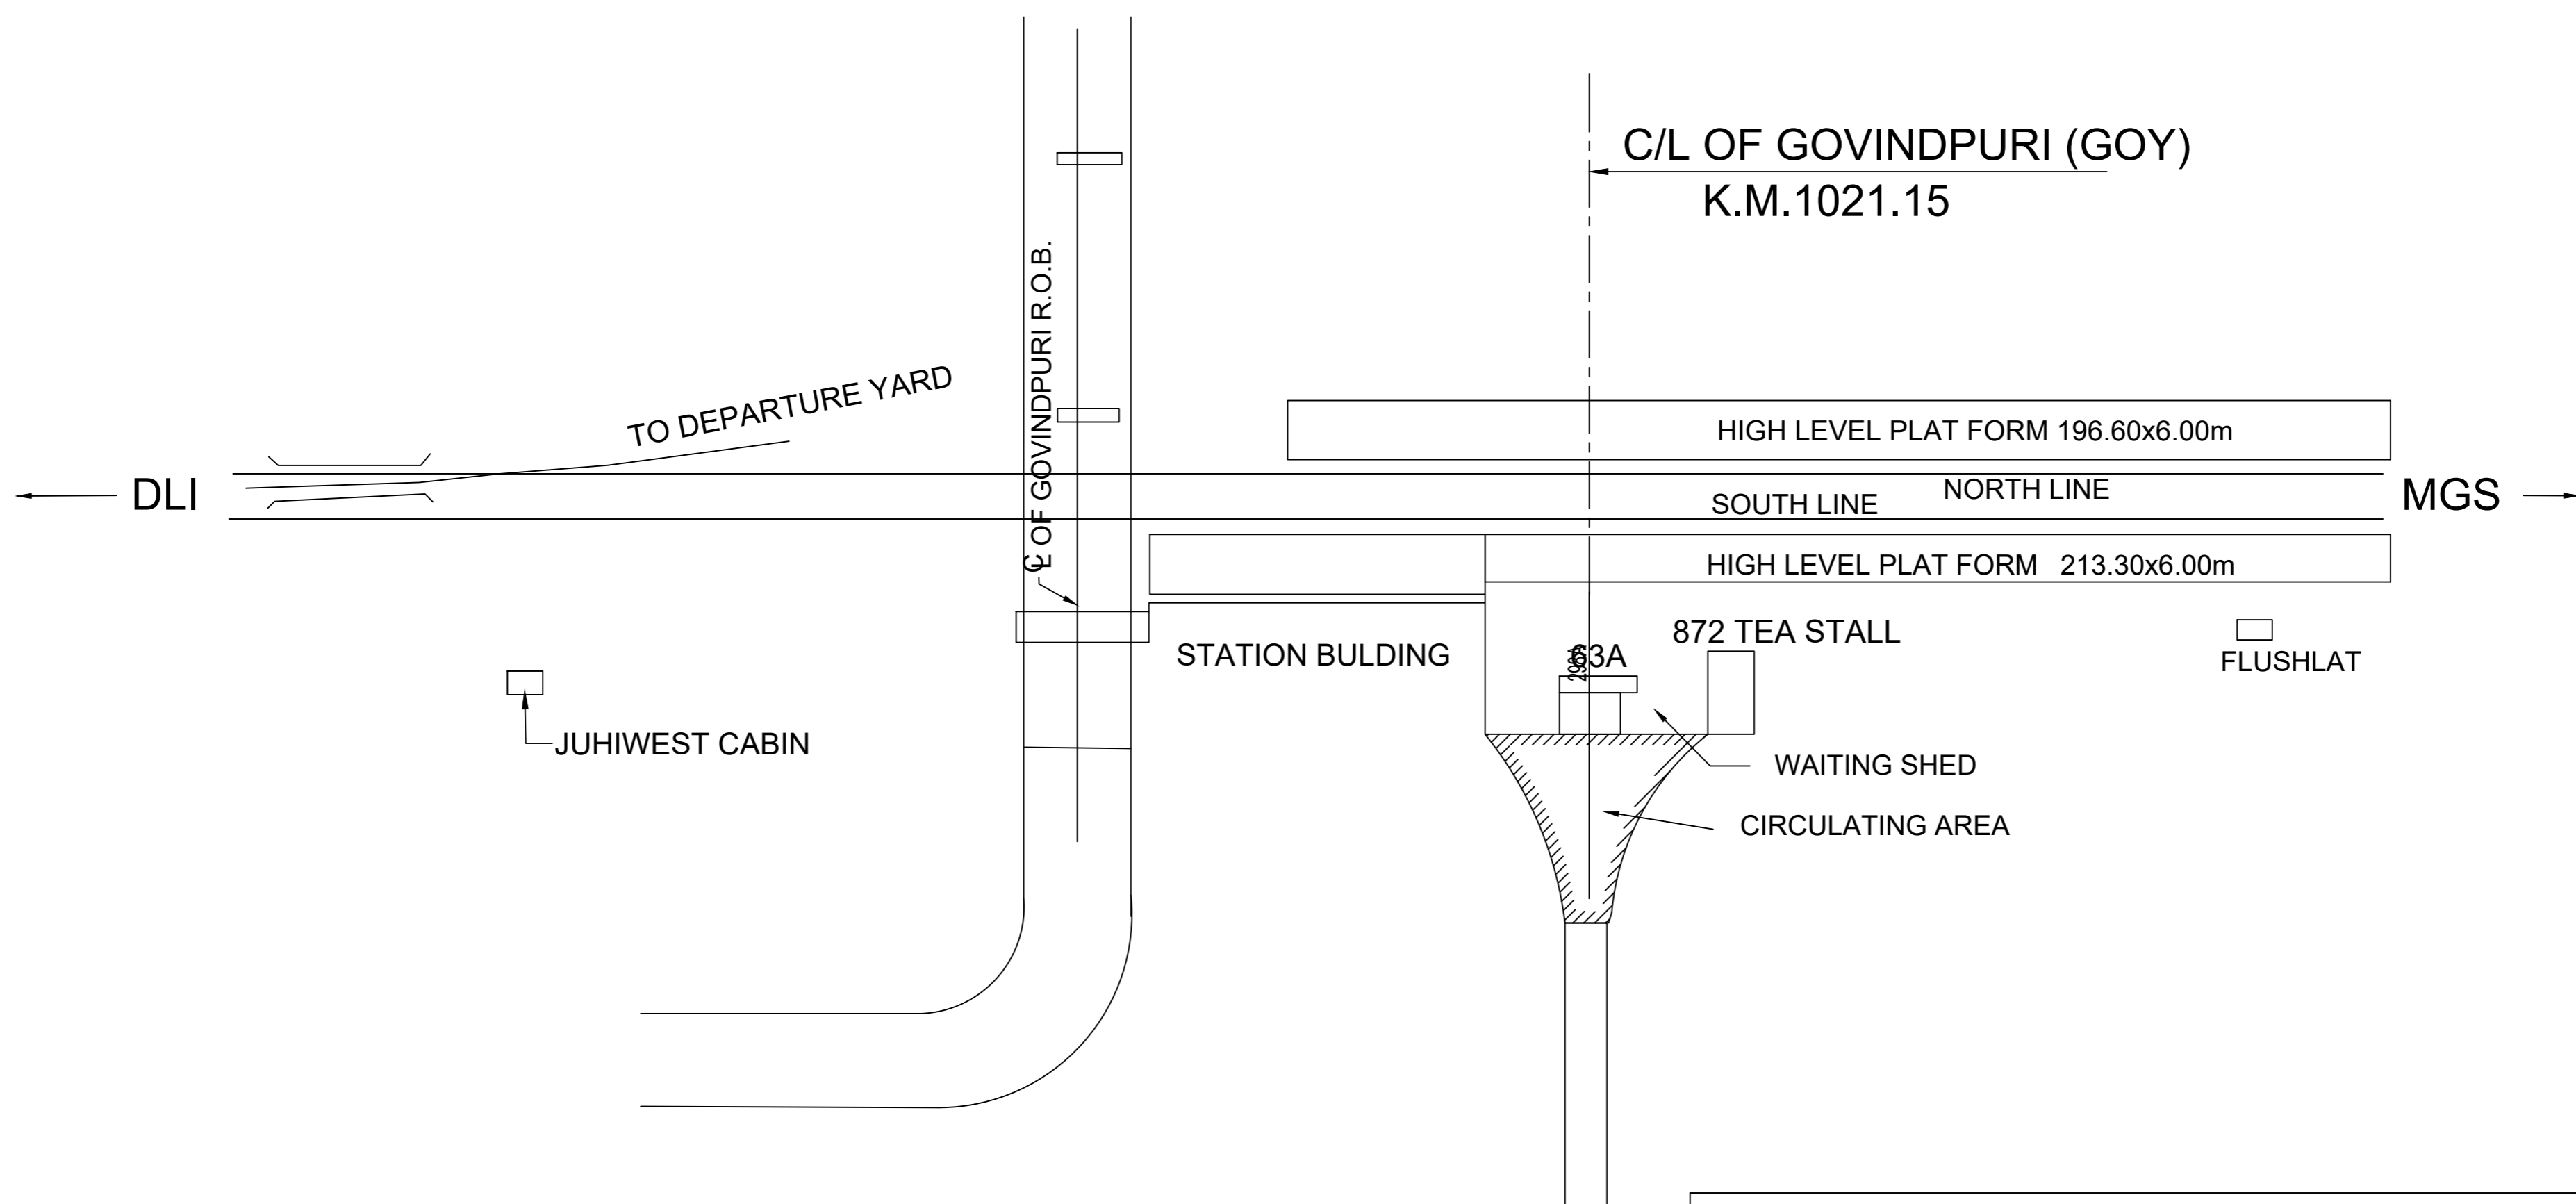 C/L OF GOVINDPURI (GOY)
K.M.1021.15
℄ OF GOVINDPURI R.O.B.
TO DEPARTURE YARD
HIGH LEVEL PLAT FORM 196.60x6.00m
DLI
NORTH LINE
SOUTH LINE
MGS
HIGH LEVEL PLAT FORM 213.30x6.00m
872 TEA STALL
STATION BULDING
63A
FLUSHLAT
JUHIWEST CABIN
WAITING SHED
CIRCULATING AREA